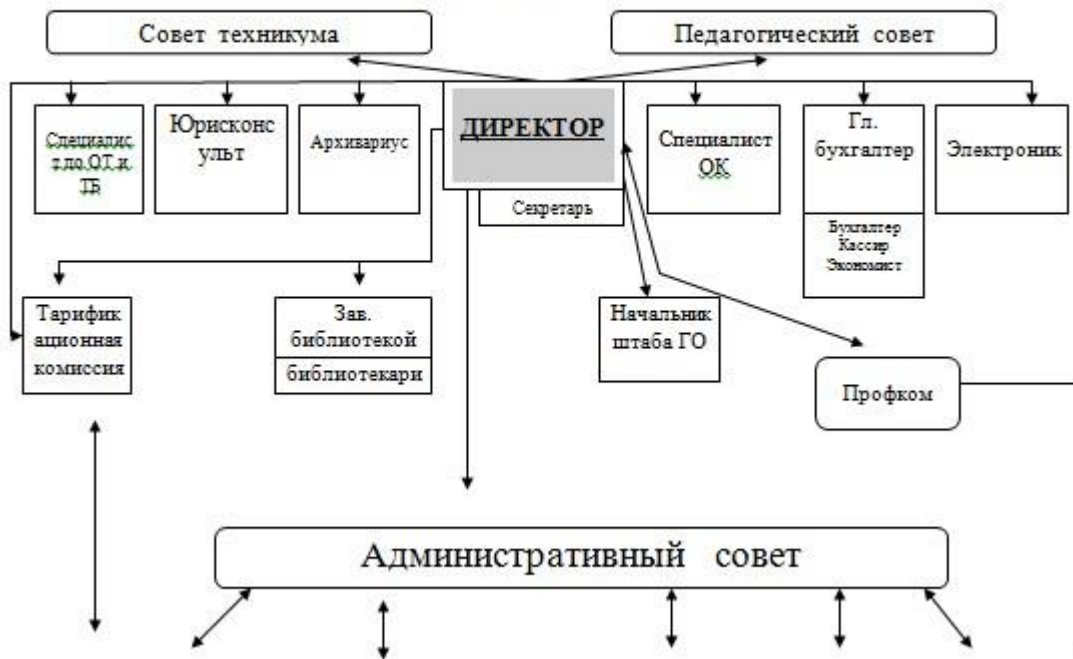 Совет техникума
Педагогический совет
Специалис
т по ОТ и
ТБ
Юрисконс
ульт
Архивариус
ДИРЕКТОР
Секретарь
Специалист
ОК
Гл.
бухгалтер
Бухгалтер
Кассир
Экономист
Электроник
Тарифик
ационная
комиссия
Зав.
библиотекой
библиотекари
Начальник
штаба ГО
Профком
Административный совет